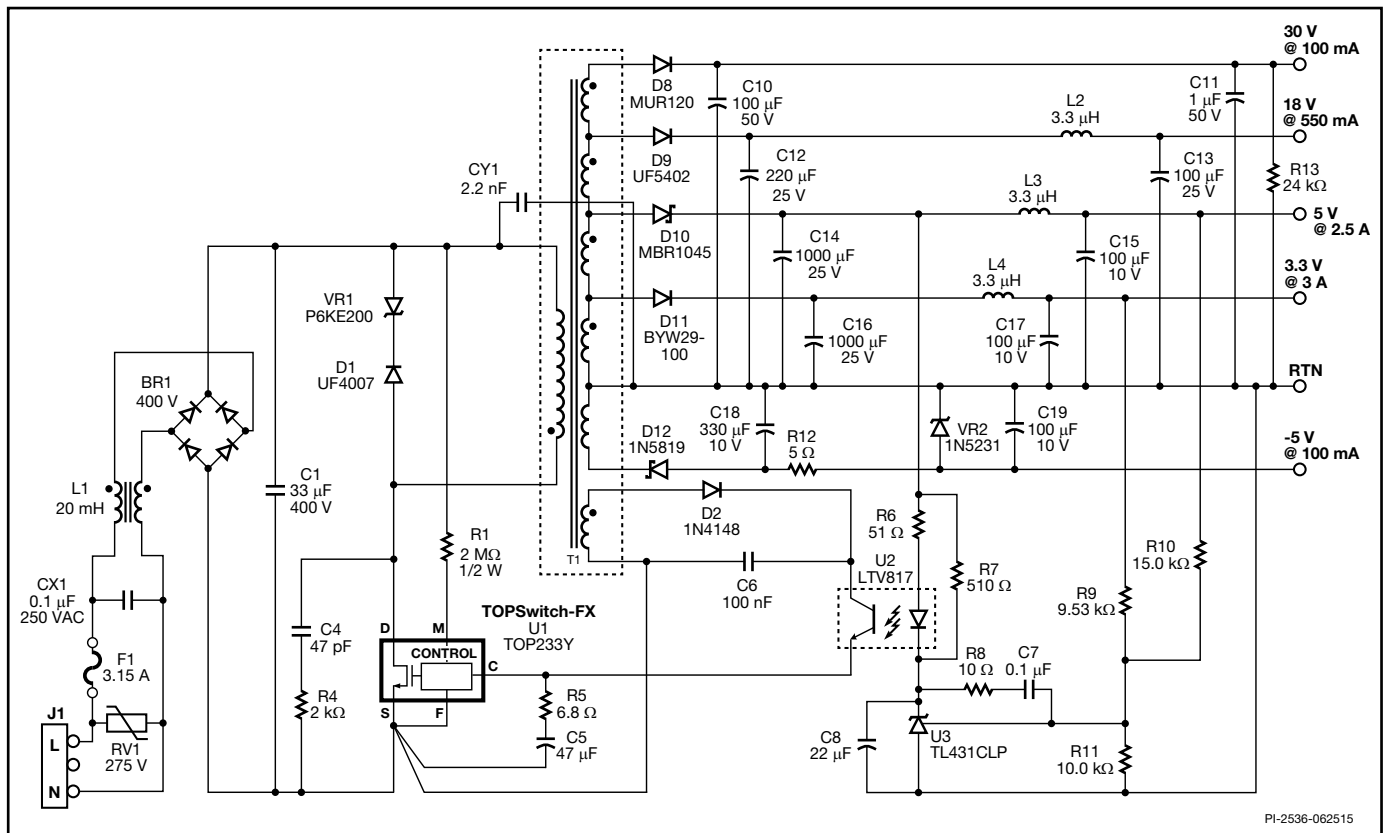 30 V
@ 100 mA
D8
MUR120
C10
100 µF
50 V
C11
1 µF
50 V
L2
3.3 µH
18 V
@ 550 mA
D9
UF5402
C12
220 µF
25 V
C13
100 µF
25 V
R13
24 kΩ
CY1
2.2 nF
L3
3.3 µH
5 V
@ 2.5 A
D10
MBR1045
C14
1000 µF
25 V
C15
100 µF
10 V
L4
3.3 µH
3.3 V
@ 3 A
VR1
P6KE200
D11
BYW29-
100
C16
1000 µF
25 V
C17
100 µF
10 V
D1
UF4007
BR1
400 V
RTN
C18
330 µF
10 V
R12
5 Ω
VR2
1N5231
C19
100 µF
10 V
D12
1N5819
-5 V
@ 100 mA
L1
20 mH
C1
33 µF
400 V
D2
1N4148
R1
2 MΩ
1/2 W
T1
R6
51 Ω
U2
LTV817
R7
510 Ω
R10
15.0 kΩ
R9
9.53 kΩ
C6
100 nF
CX1
0.1 µF
250 VAC
TOPSwitch-FX
U1
TOP233Y
C4
47 pF
D
M
CONTROL
C
S
F
R8
10 Ω
C7
0.1 µF
F1
3.15 A
R4
2 kΩ
R5
6.8 Ω
C5
47 µF
J1
L
N
RV1
275 V
C8
22 µF
U3
TL431CLP
R11
10.0 kΩ
PI-2536-062515